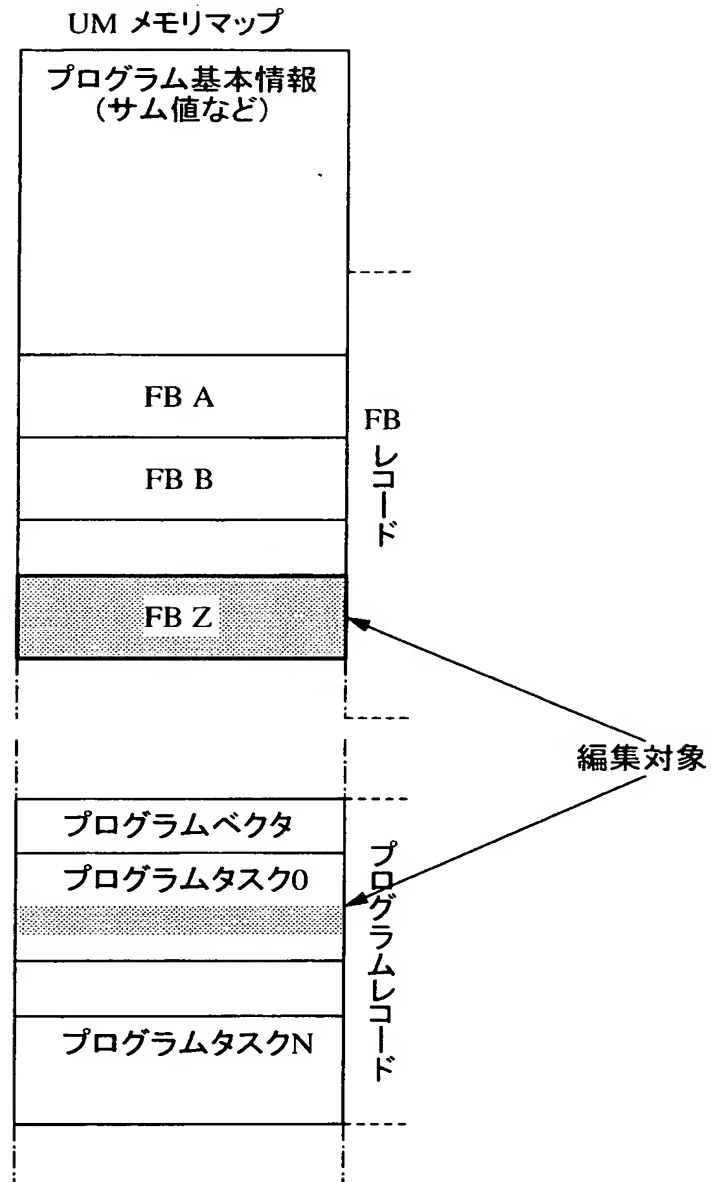 UM メモリマップ
プログラム基本情報
(サム値など)
FB A
FB B
FB
レコード
FB Z
編集対象
プログラムベクタ
プログラムタスク0
プログラムレコード
プログラムタスクN